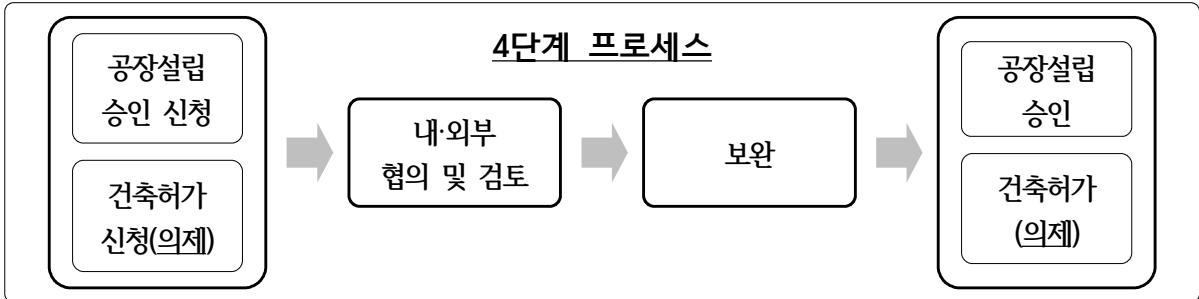 4단계 프로세스
공장설립
승인 신청
건축허가
신청(의제)
내·외부
협의 및 검토
보완
공장설립
승인
건축허가
(의제)